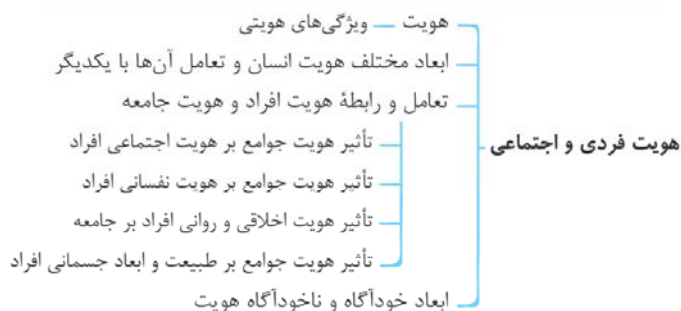 هویت — ویژگی‌های هویتی
ابعاد مختلف هویت انسان و تعامل آن‌ها با یکدیگر
تعامل و رابطهٔ هویت افراد و هویت جامعه
هویت فردی و اجتماعی
تأثیر هویت جوامع بر هویت اجتماعی افراد
تأثیر هویت جوامع بر هویت نفسانی افراد
تأثیر هویت اخلاقی و روانی افراد بر جامعه
تأثیر هویت جوامع بر طبیعت و ابعاد جسمانی افراد
ابعاد خودآگاه و ناخودآگاه هویت